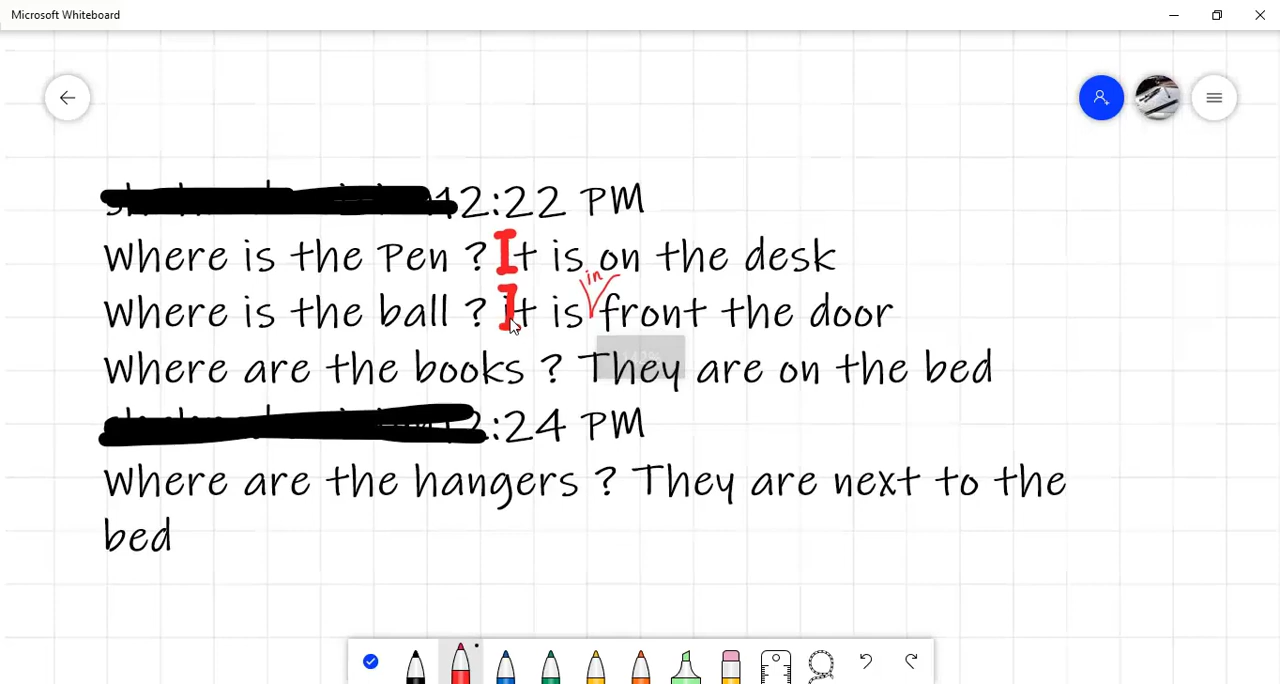 Microsoft Whiteboard
2:22 PM
Where is the Pen ? It is on the desk
in
Where is the ball ? It is front the door
Where are the books ? They are on the bed
:24 PM
Where are the hangers ? They are next to the
bed